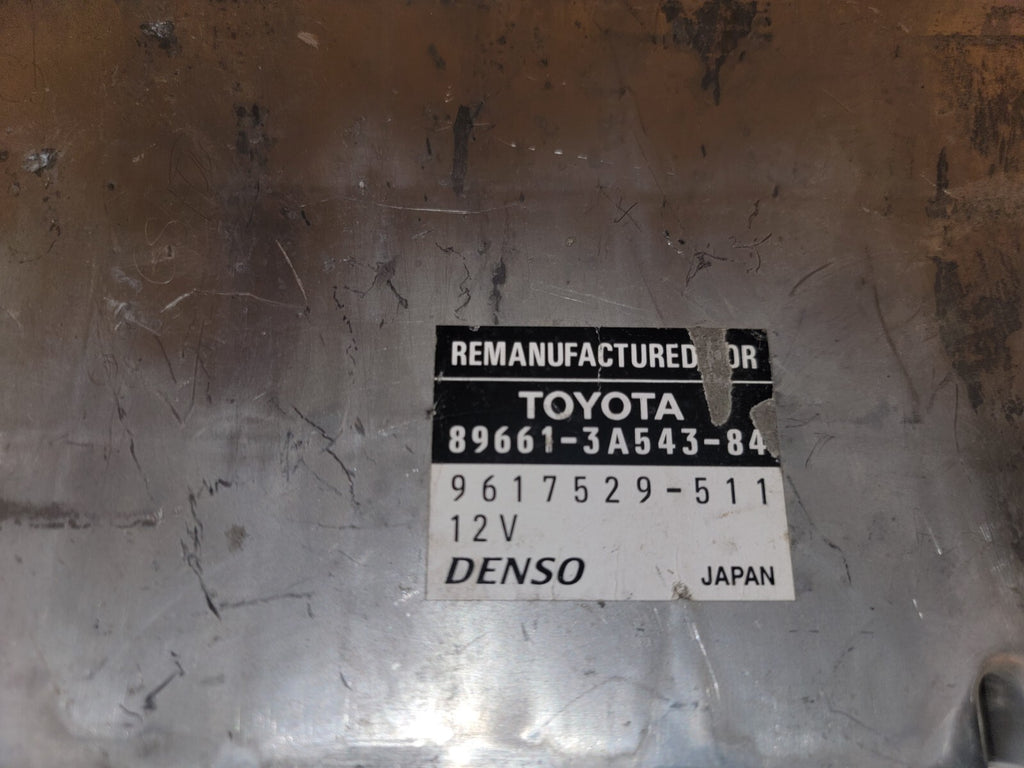 REMANUFACTURED OR
TOYOTA
89661-3A543-84
9617529-511
12V
DENSO JAPAN